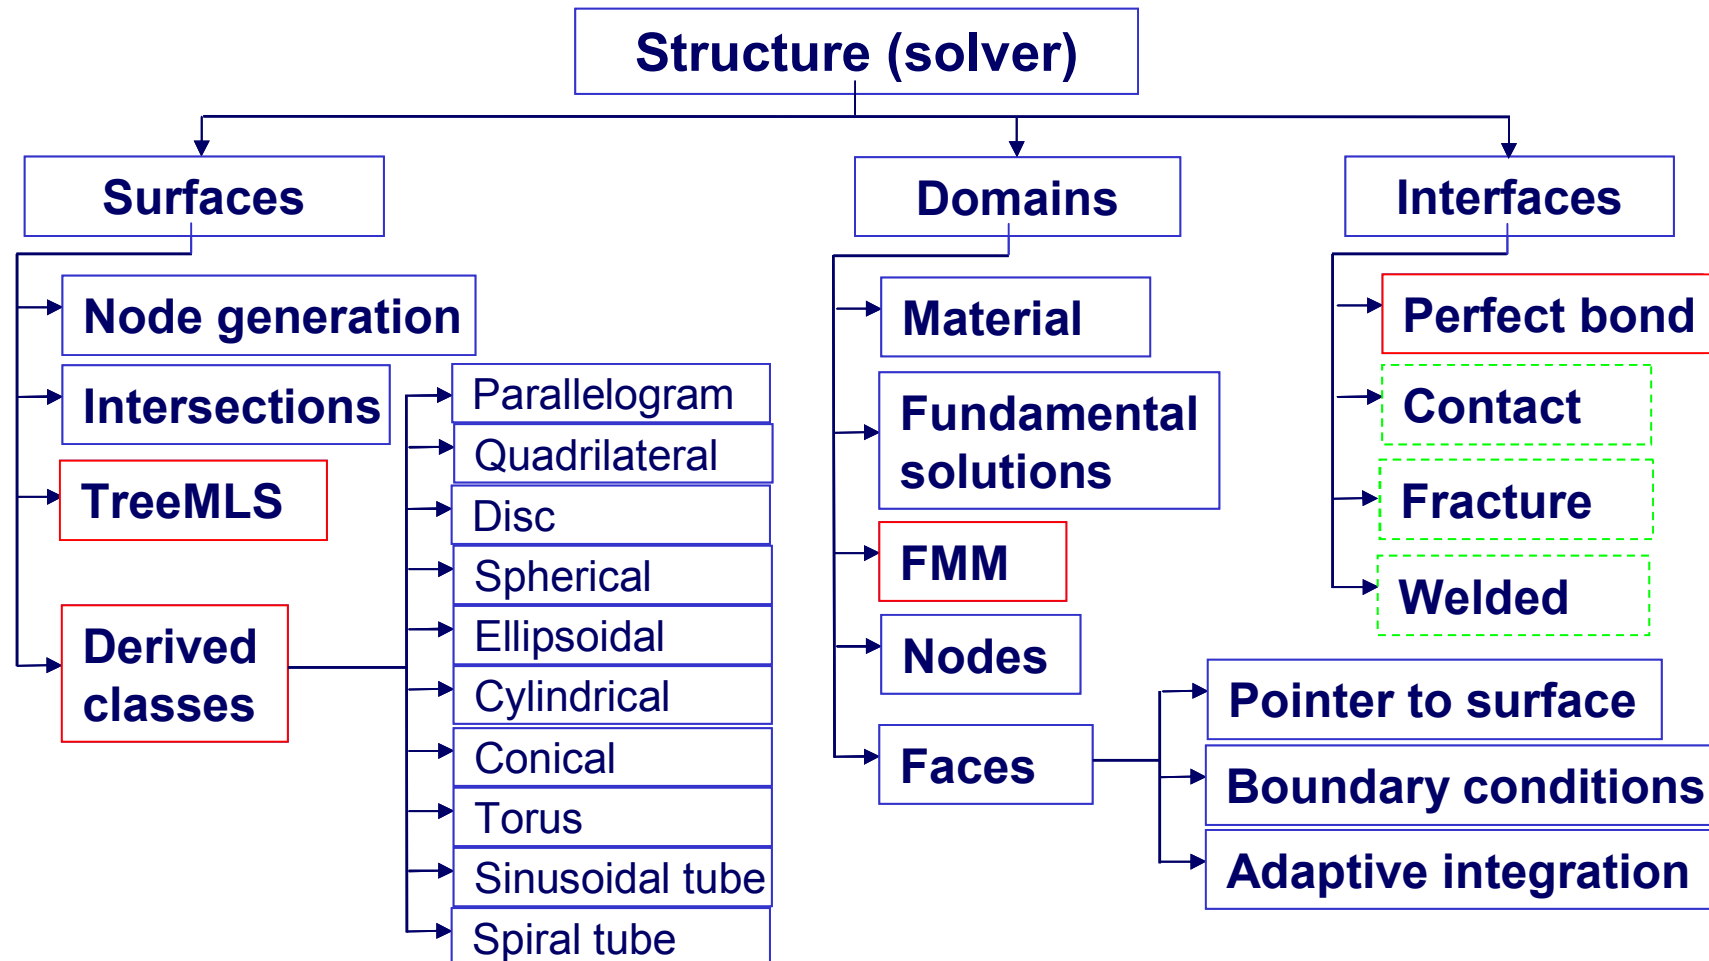 Structure (solver)
Surfaces
Domains
Interfaces
Node generation
Intersections
TreeMLS
Derived
classes
Parallelogram
Quadrilateral
Disc
Spherical
Ellipsoidal
Cylindrical
Conical
Torus
Sinusoidal tube
Spiral tube
Material
Fundamental
solutions
FMM
Nodes
Faces
Perfect bond
Contact
Fracture
Welded
Pointer to surface
Boundary conditions
Adaptive integration